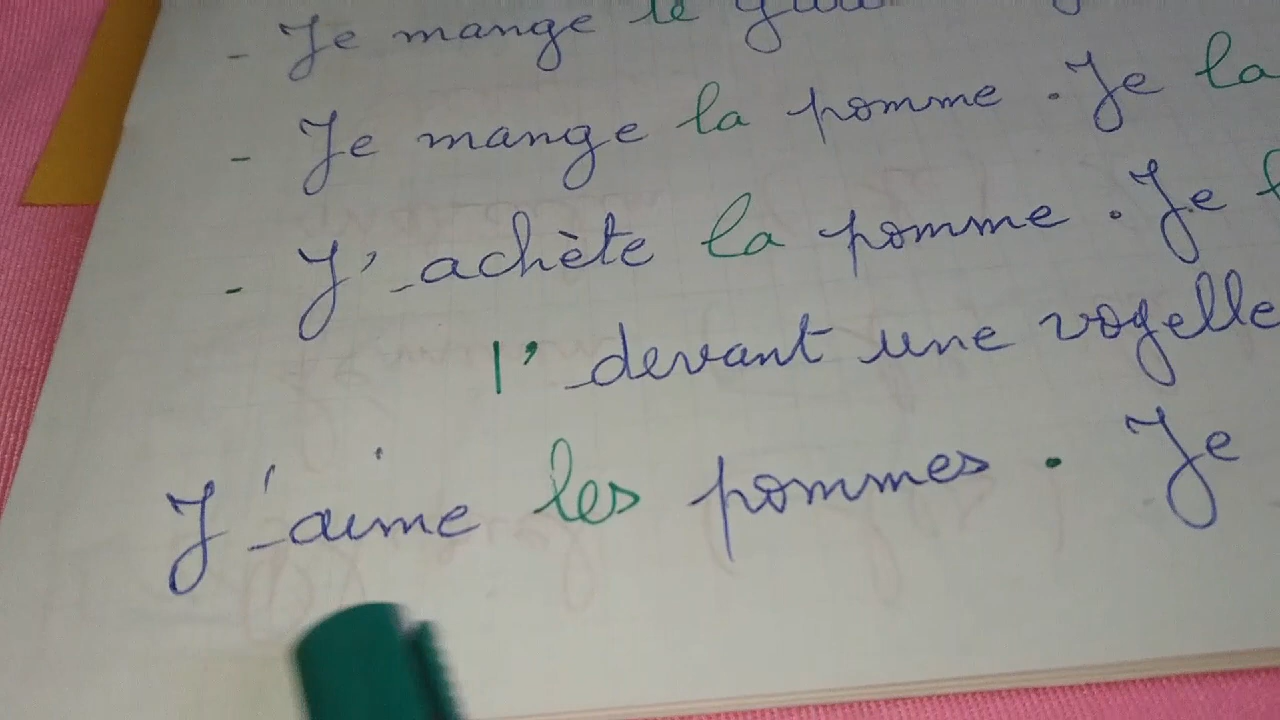 - Je mange le
- Je mange la pomme. Je la
- J'achète la pomme. Je
l' devant une voyelle
J'aime les pommes. Je